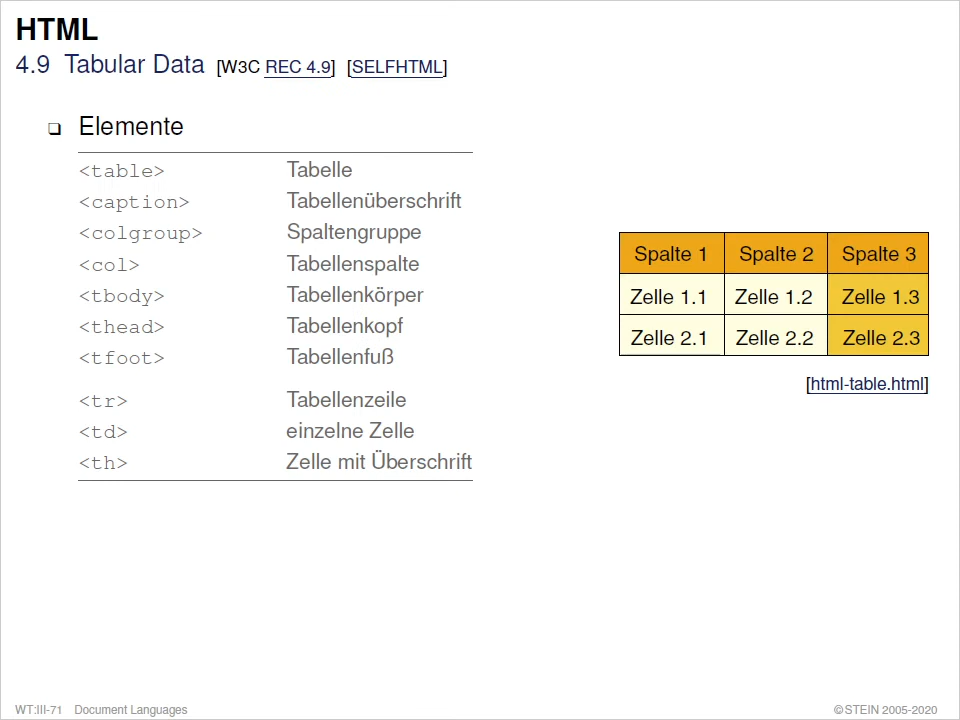 HTML
4.9 Tabular Data [W3C REC 4.9] [SELFHTML]
❑ Elemente
<table> Tabelle
<caption> Tabellenüberschrift
<colgroup> Spaltengruppe
<col> Tabellenspalte
<tbody> Tabellenkörper
<thead> Tabellenkopf
<tfoot> Tabellenfuß
<tr> Tabellenzeile
<td> einzelne Zelle
<th> Zelle mit Überschrift
Spalte 1 Spalte 2 Spalte 3
Zelle 1.1 Zelle 1.2 Zelle 1.3
Zelle 2.1 Zelle 2.2 Zelle 2.3
[html-table.html]
WT:III-71 Document Languages © STEIN 2005-2020